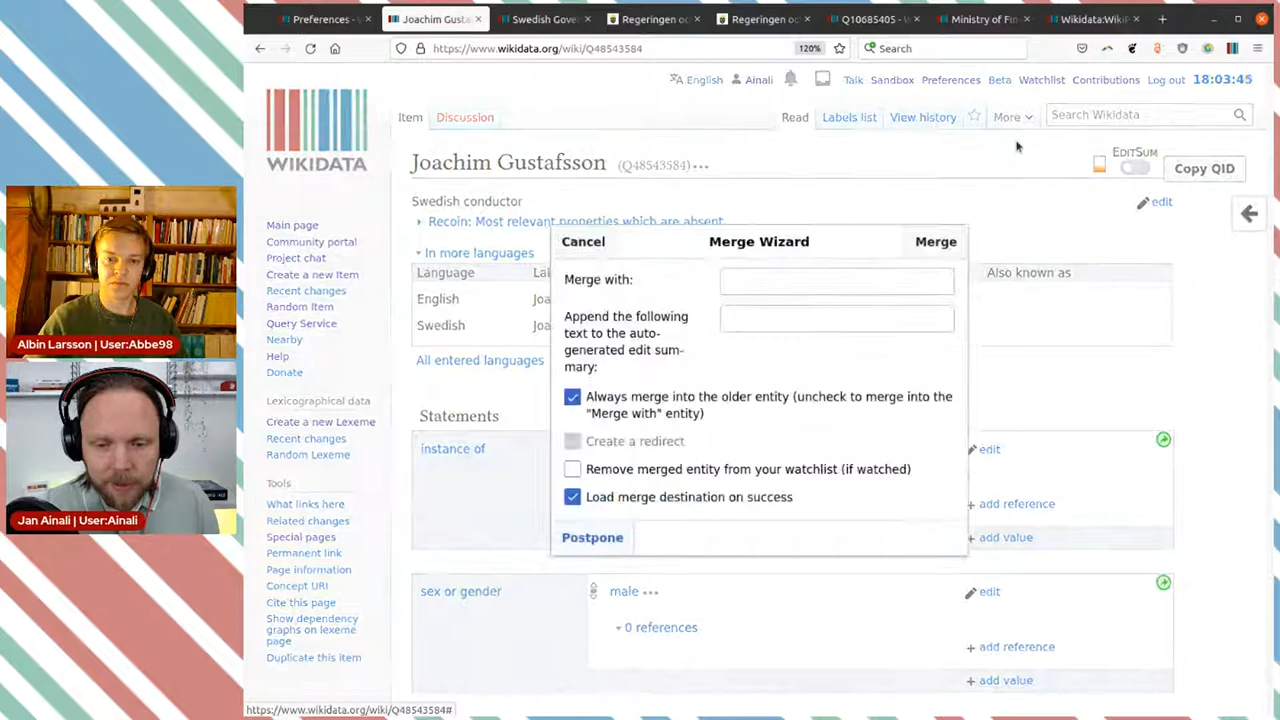 Preferences - W
Joachim Gusta
Swedish Gove
Regeringen oc
Regeringen oc
Q10685405 - W
Ministry of Fin
Wikidata:WikiP
https://www.wikidata.org/wiki/Q48543584
120%
Search
English
Ainali
Talk
Sandbox
Preferences
Beta
Watchlist
Contributions
Log out
18:03:45
WIKIDATA
Item
Discussion
Read
Labels list
View history
More
Search Wikidata
Joachim Gustafsson (Q48543584)
EditSum
Copy QID
Swedish conductor
edit
Recoin: Most relevant properties which are absent
In more languages
Language
La
Also known as
English
Joa
Swedish
Joa
All entered languages
Statements
instance of
edit
add reference
add value
sex or gender
male
edit
0 references
add reference
add value
Cancel
Merge Wizard
Merge
Merge with:
Append the following
text to the auto-
generated edit sum-
mary:
Always merge into the older entity (uncheck to merge into the
"Merge with" entity)
Create a redirect
Remove merged entity from your watchlist (if watched)
Load merge destination on success
Postpone
Main page
Community portal
Project chat
Create a new Item
Recent changes
Random Item
Query Service
Nearby
Help
Donate
Lexicographical data
Create a new Lexeme
Recent changes
Random Lexeme
Tools
What links here
Related changes
Special pages
Permanent link
Page information
Concept URI
Cite this page
Show dependency
graphs on lexeme
page
Duplicate this item
https://www.wikidata.org/wiki/Q48543584#
Albin Larsson | User:Abbe98
Jan Ainali | User:Ainali